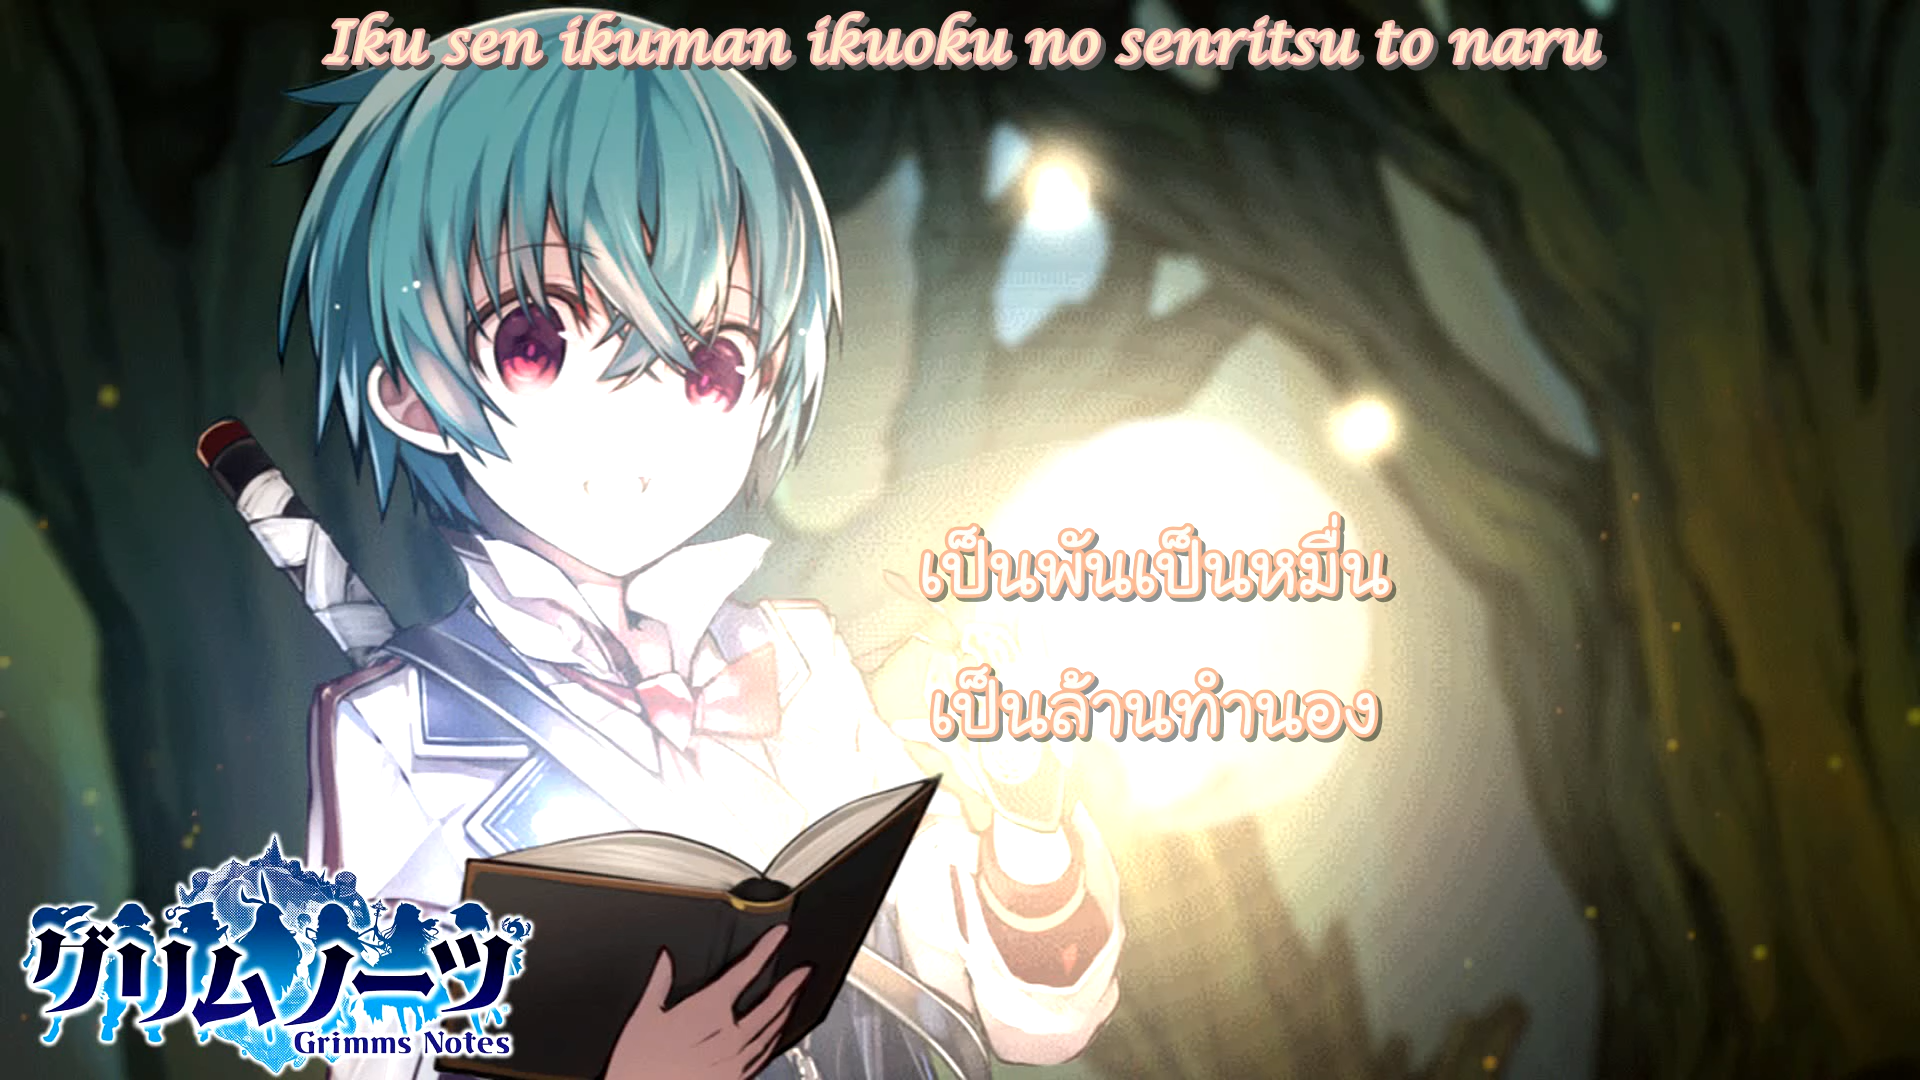 Iku sen ikuman ikuoku no senritsu to naru
เป็นพันเป็นหมื่น
เป็นล้านทำนอง
グリムノーツ
Grimms Notes